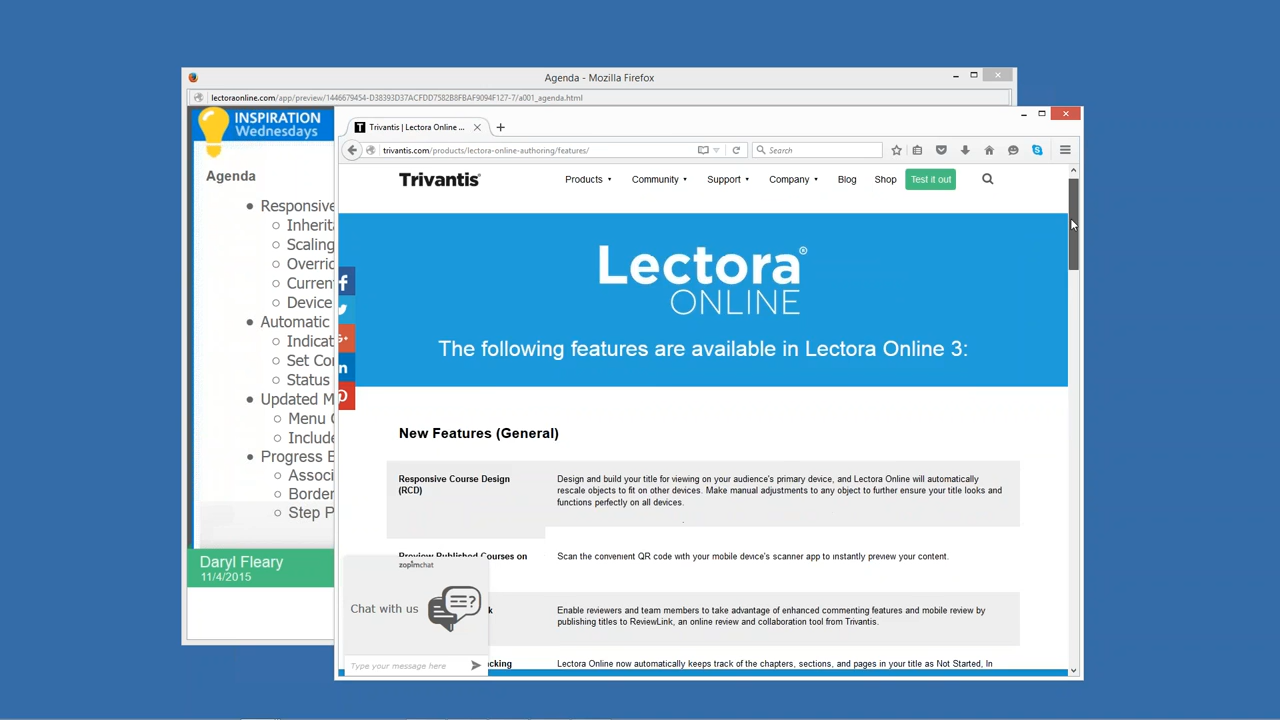 Agenda - Mozilla Firefox
lectoraonline.com/app/preview/1446679454-D38393D37ACFDD7582B8FBAF9094F127-7/a001_agenda.html
INSPIRATION
Wednesdays
Agenda
Responsive
Inherit
Scaling
Overri
Curren
Device
Automatic
Indicat
Set Co
Status
Updated M
Menu
Include
Progress
Associ
Border
Step P
Daryl Fleary
11/4/2015
Trivantis | Lectora Online ...
trivantis.com/products/lectora-online-authoring/features/
Search
Trivantis®
Products Community Support Company Blog Shop Test it out
Lectora®
ONLINE
The following features are available in Lectora Online 3:
New Features (General)
Responsive Course Design
(RCD)
Design and build your title for viewing on your audience's primary device, and Lectora Online will automatically
rescale objects to fit on other devices. Make manual adjustments to any object to further ensure your title looks and
functions perfectly on all devices.
Preview Published Courses on
Scan the convenient QR code with your mobile device's scanner app to instantly preview your content.
Enable reviewers and team members to take advantage of enhanced commenting features and mobile review by
publishing titles to ReviewLink, an online review and collaboration tool from Trivantis.
Lectora Online now automatically keeps track of the chapters, sections, and pages in your title as Not Started, In
zopim chat
Chat with us
Type your message here